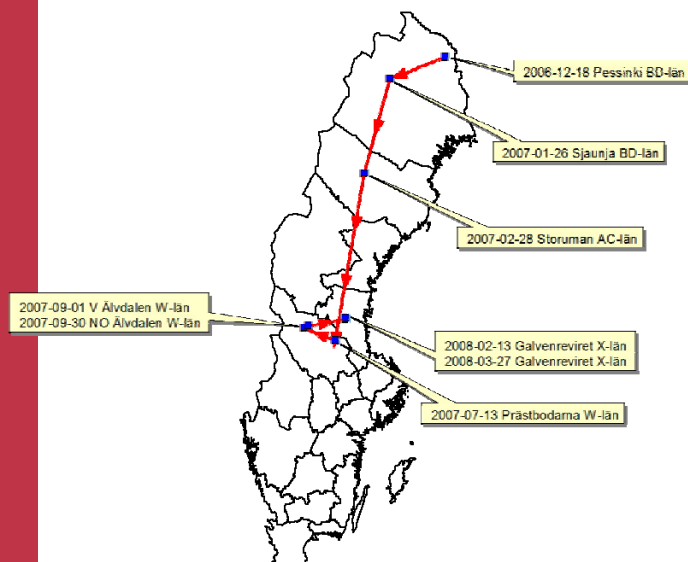 2006-12-18 Pessinki BD-län
2007-01-26 Sjaunja BD-län
2007-02-28 Storuman AC-län
2007-09-01 V Älvdalen W-län
2007-09-30 NO Älvdalen W-län
2008-02-13 Galvenreviret X-län
2008-03-27 Galvenreviret X-län
2007-07-13 Prästbodarna W-län